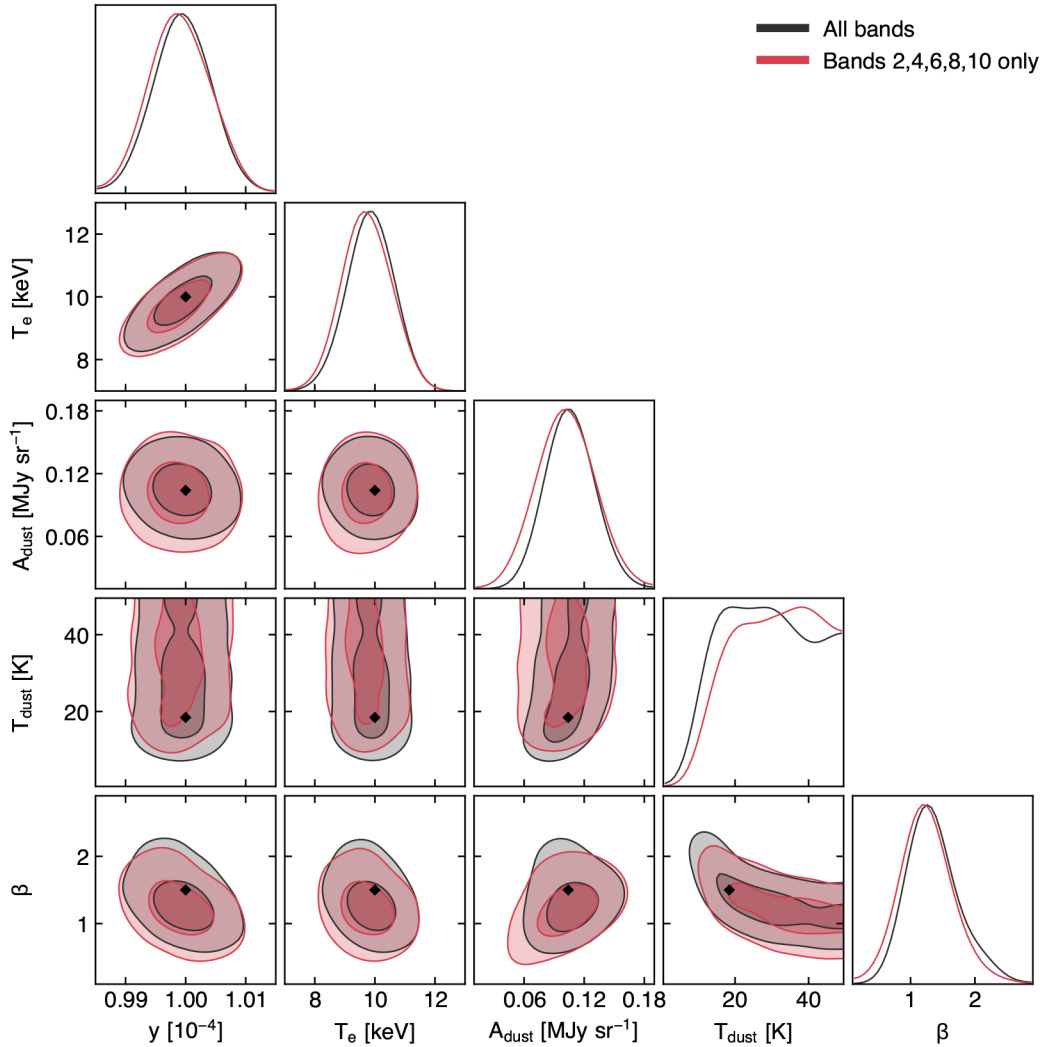 All bands
Bands 2,4,6,8,10 only
12
10
8
Tₑ [keV]
0.18
0.12
0.06
A_dust [MJy sr⁻¹]
40
20
T_dust [K]
2
1
β
0.99 1.00 1.01
8 10 12
0.06 0.12 0.18
20 40
1 2
y [10⁻⁴]
Tₑ [keV]
A_dust [MJy sr⁻¹]
T_dust [K]
β